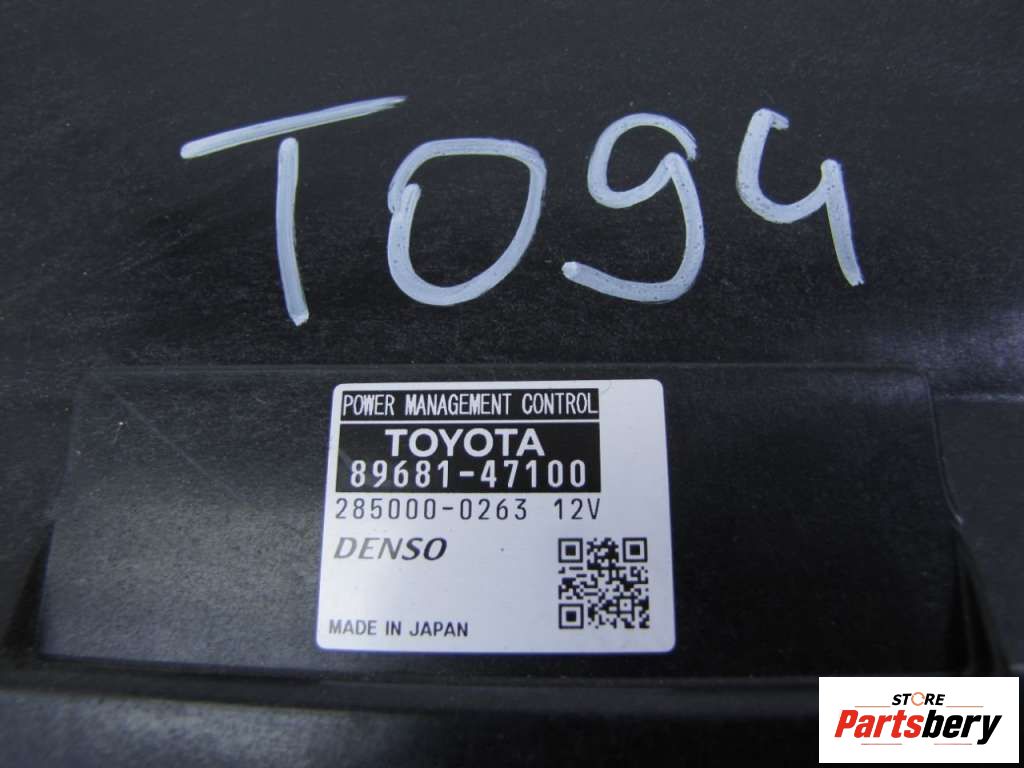 T094
POWER MANAGEMENT CONTROL
TOYOTA
89681-47100
285000-0263 12V
DENSO
MADE IN JAPAN
STORE
Partsbery